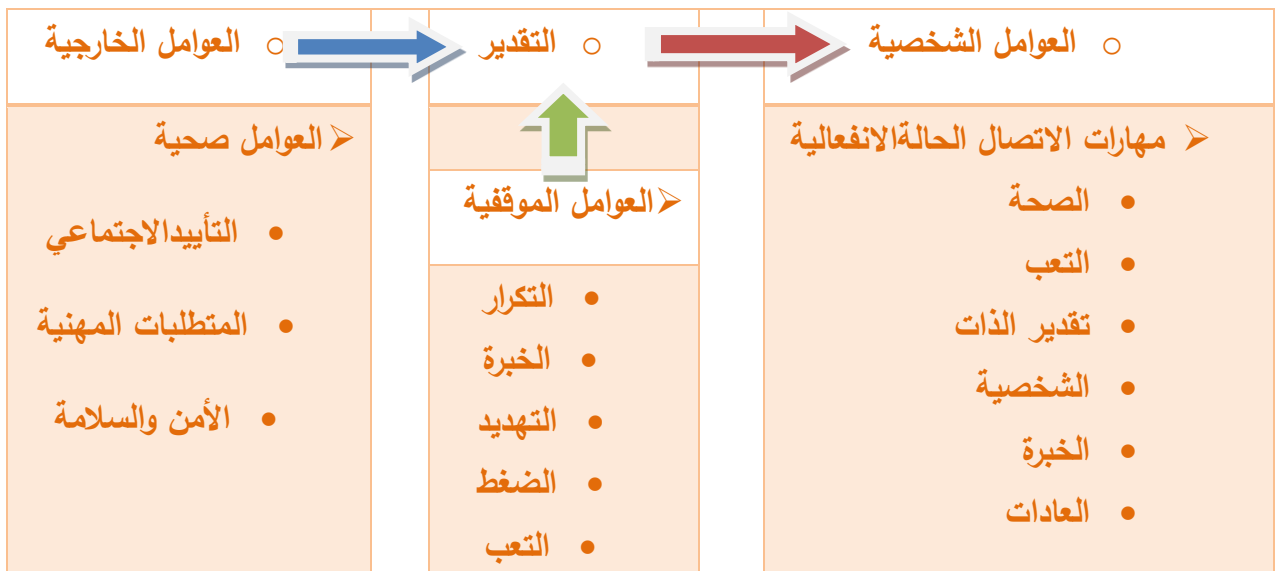 العوامل الشخصية
مهارات الاتصال الحالةالانفعالية
الصحة
التعب
تقدير الذات
الشخصية
الخبرة
العادات
التقدير
العوامل الموقفية
التكرار
الخبرة
التهديد
الضغط
التعب
العوامل الخارجية
العوامل صحية
التأييدالاجتماعي
المتطلبات المهنية
الأمن والسلامة